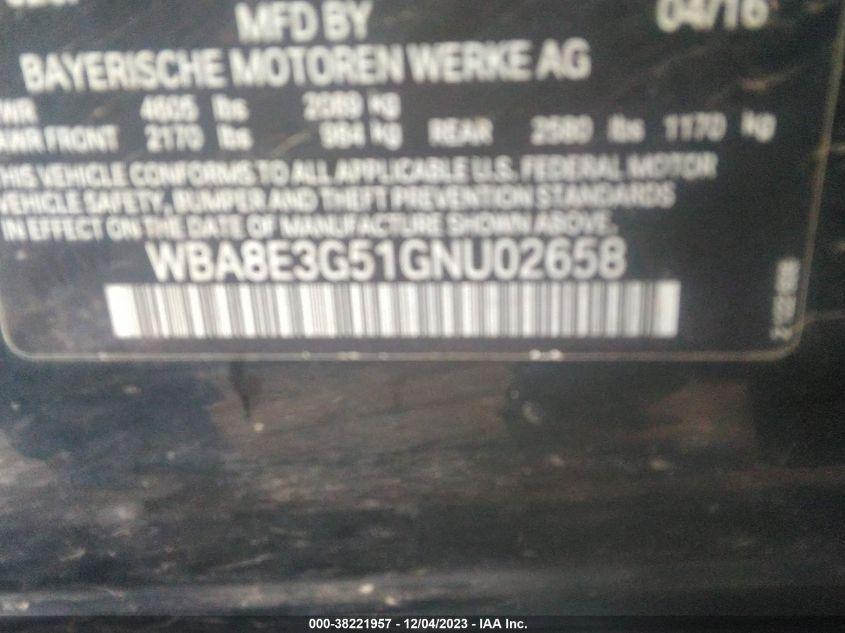 MFD BY 04/16
BAYERISCHE MOTOREN WERKE AG
4605 lbs 2089 kg
FRONT 2170 lbs 984 kg REAR 2580 lbs 1170 kg
THIS VEHICLE CONFORMS TO ALL APPLICABLE U.S. FEDERAL MOTOR
VEHICLE SAFETY, BUMPER AND THEFT PREVENTION STANDARDS
IN EFFECT ON THE DATE OF MANUFACTURE SHOWN ABOVE.
WBA8E3G51GNU02658
000-38221957 - 12/04/2023 - IAA Inc.